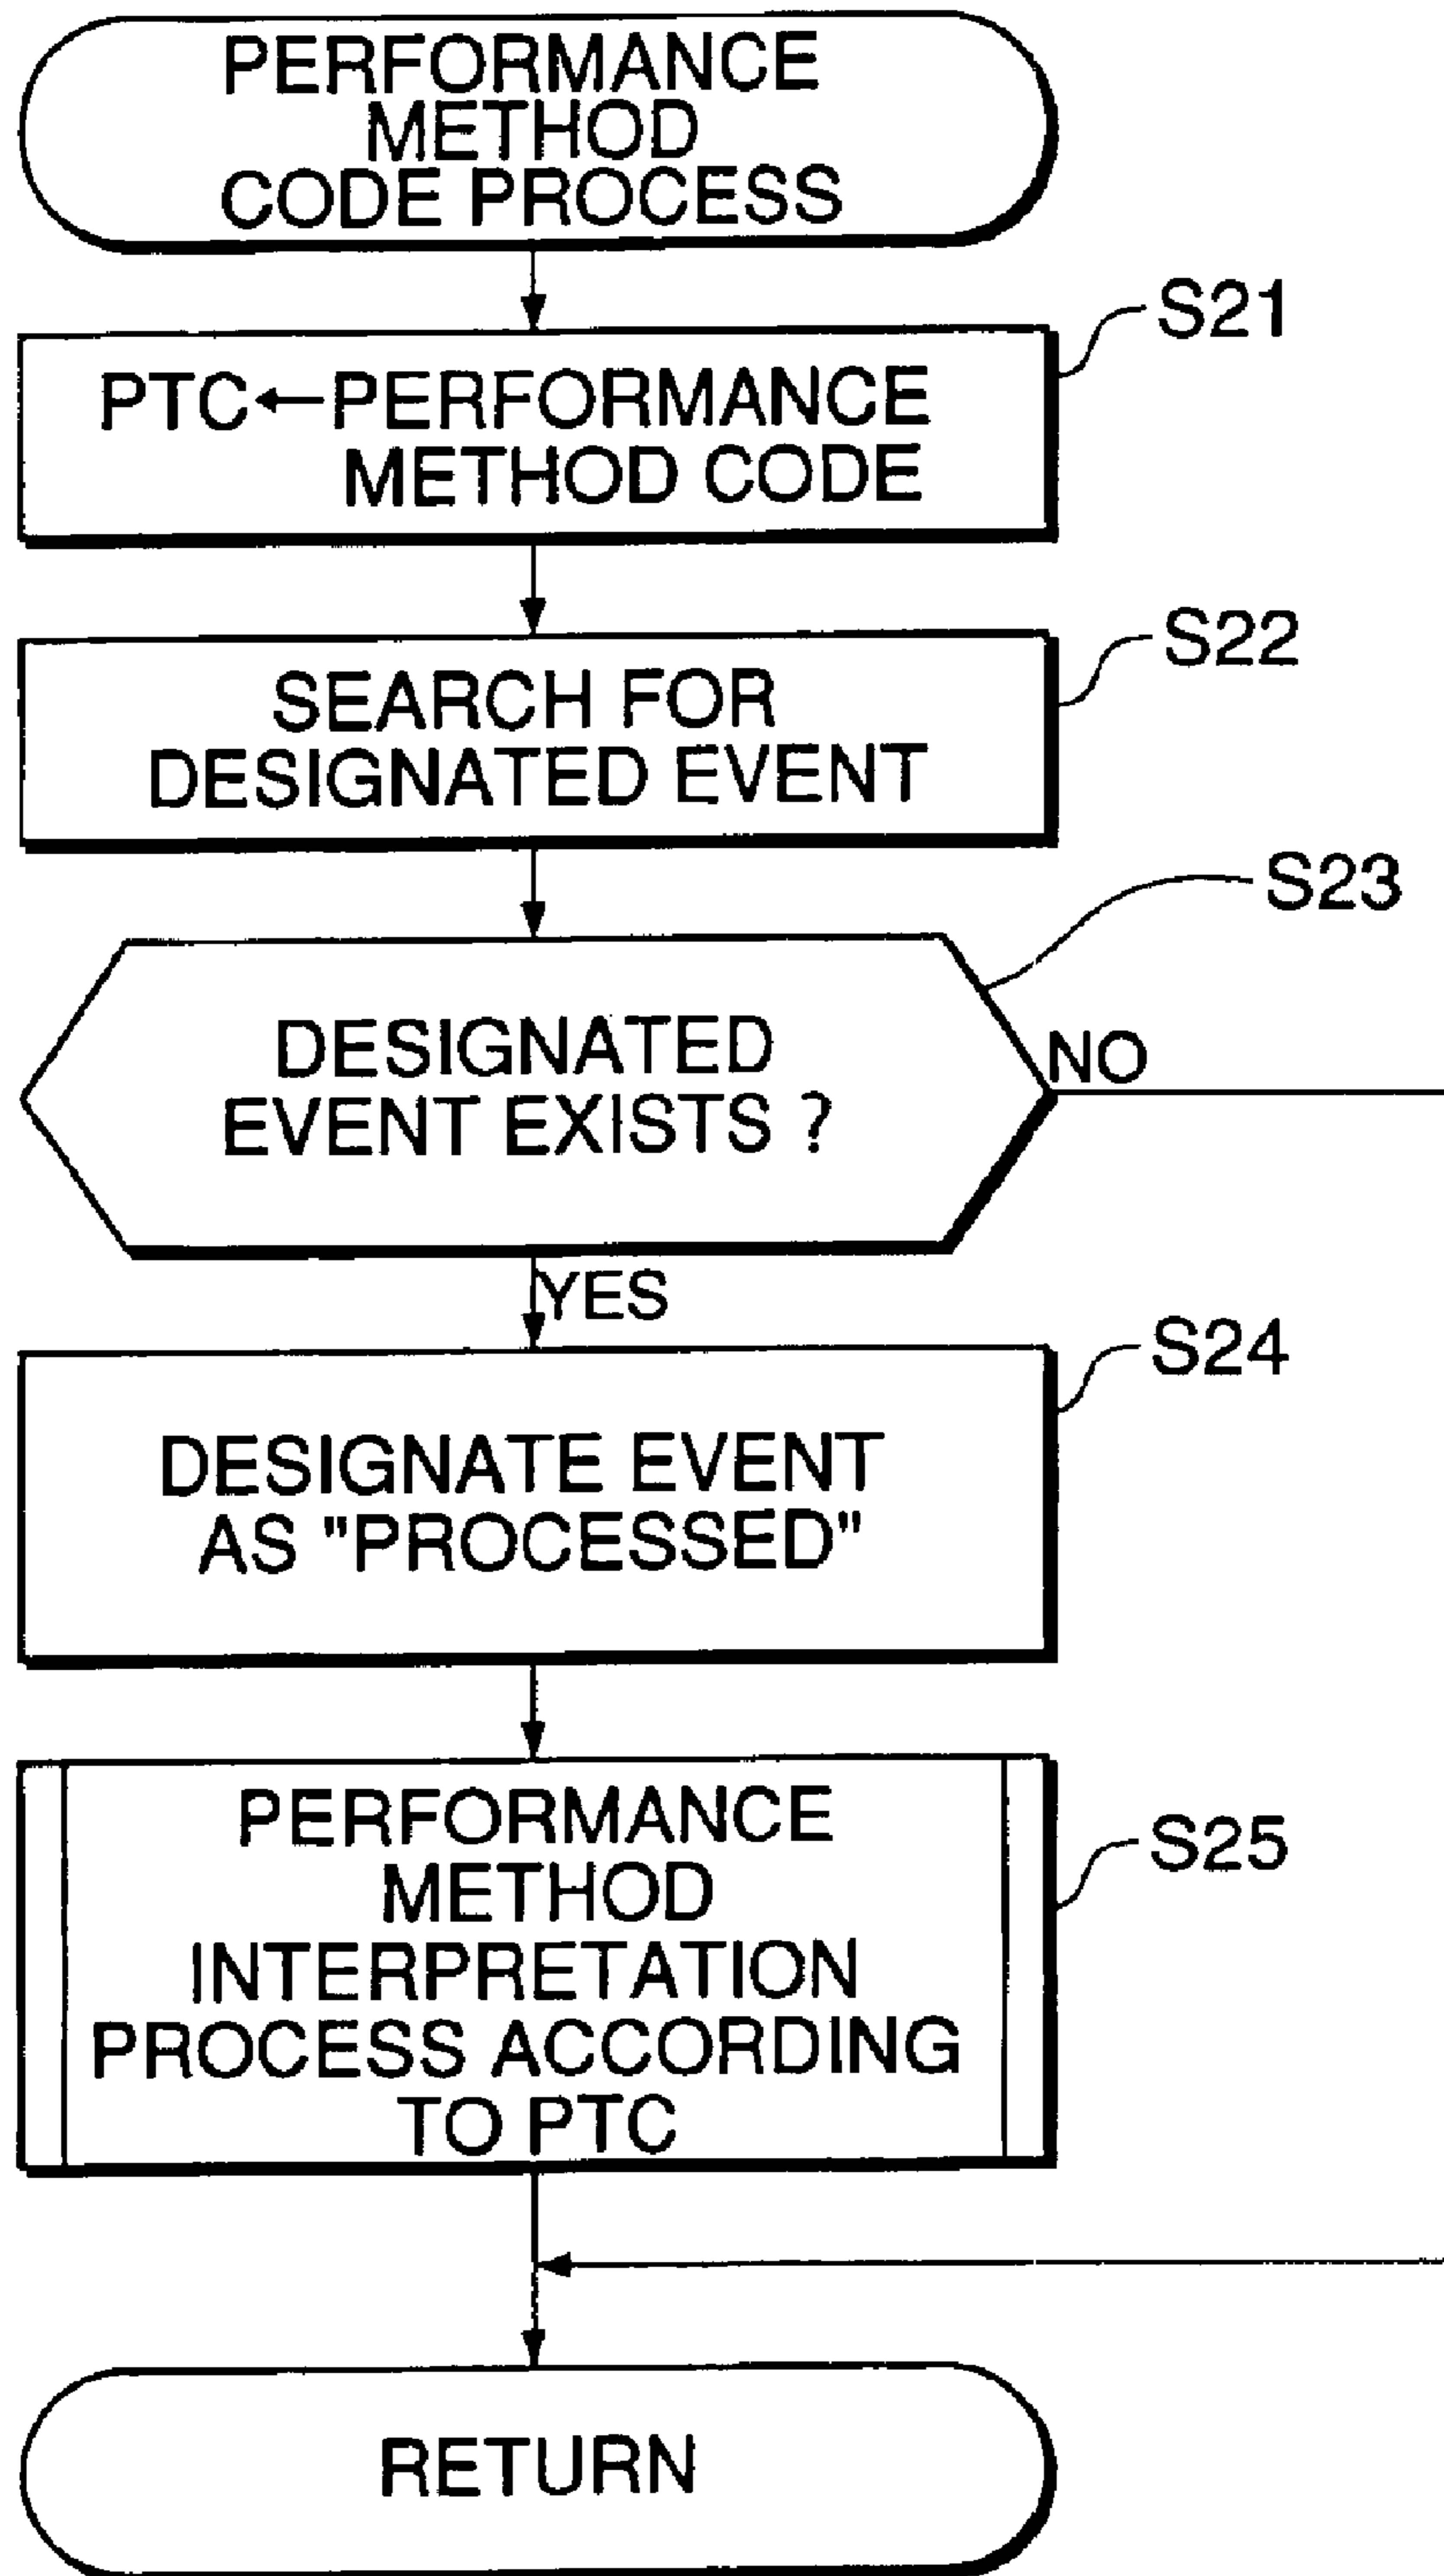 PERFORMANCE
METHOD
CODE PROCESS
S21
PTC←PERFORMANCE
METHOD CODE
S22
SEARCH FOR
DESIGNATED EVENT
S23
DESIGNATED
EVENT EXISTS ?
NO
YES
S24
DESIGNATE EVENT
AS "PROCESSED"
S25
PERFORMANCE
METHOD
INTERPRETATION
PROCESS ACCORDING
TO PTC
RETURN